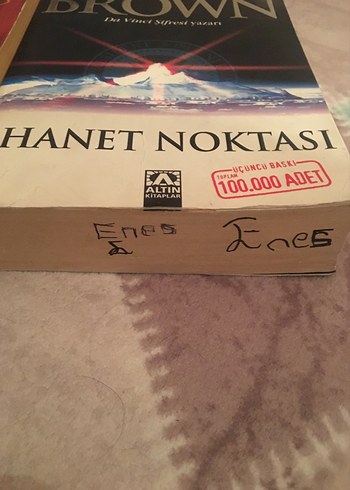 BROWN
Da Vinci Şifresi yazarı
HANET NOKTASI
ÜÇÜNCÜ BASKI
TOPLAM
100.000 ADET
ALTIN
KİTAPLAR
Enes
Enes